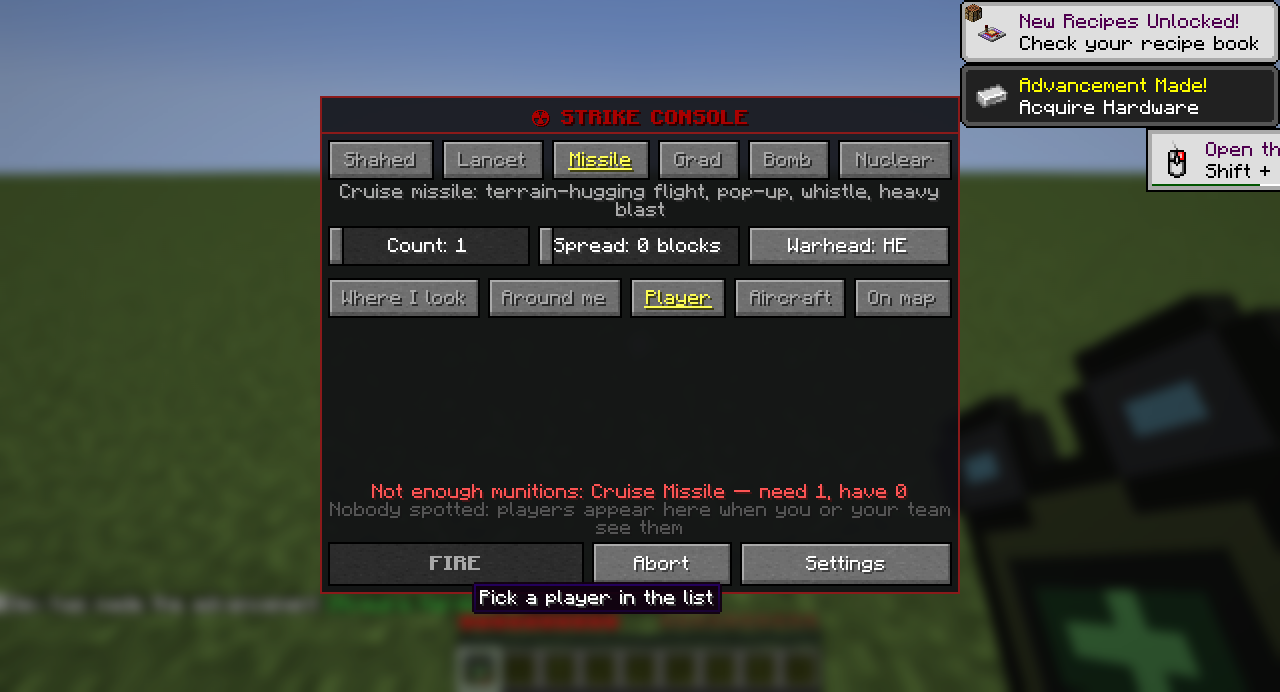 New Recipes Unlocked!
Check your recipe book
Advancement Made!
Acquire Hardware
Open th
Shift +
☢ STRIKE CONSOLE
Shahed
Lancet
Missile
Grad
Bomb
Nuclear
Cruise missile: terrain-hugging flight, pop-up, whistle, heavy
blast
Count: 1
Spread: 0 blocks
Warhead: HE
Where I look
Around me
Player
Aircraft
On map
Not enough munitions: Cruise Missile — need 1, have 0
Nobody spotted: players appear here when you or your team
see them
FIRE
Abort
Settings
Pick a player in the list